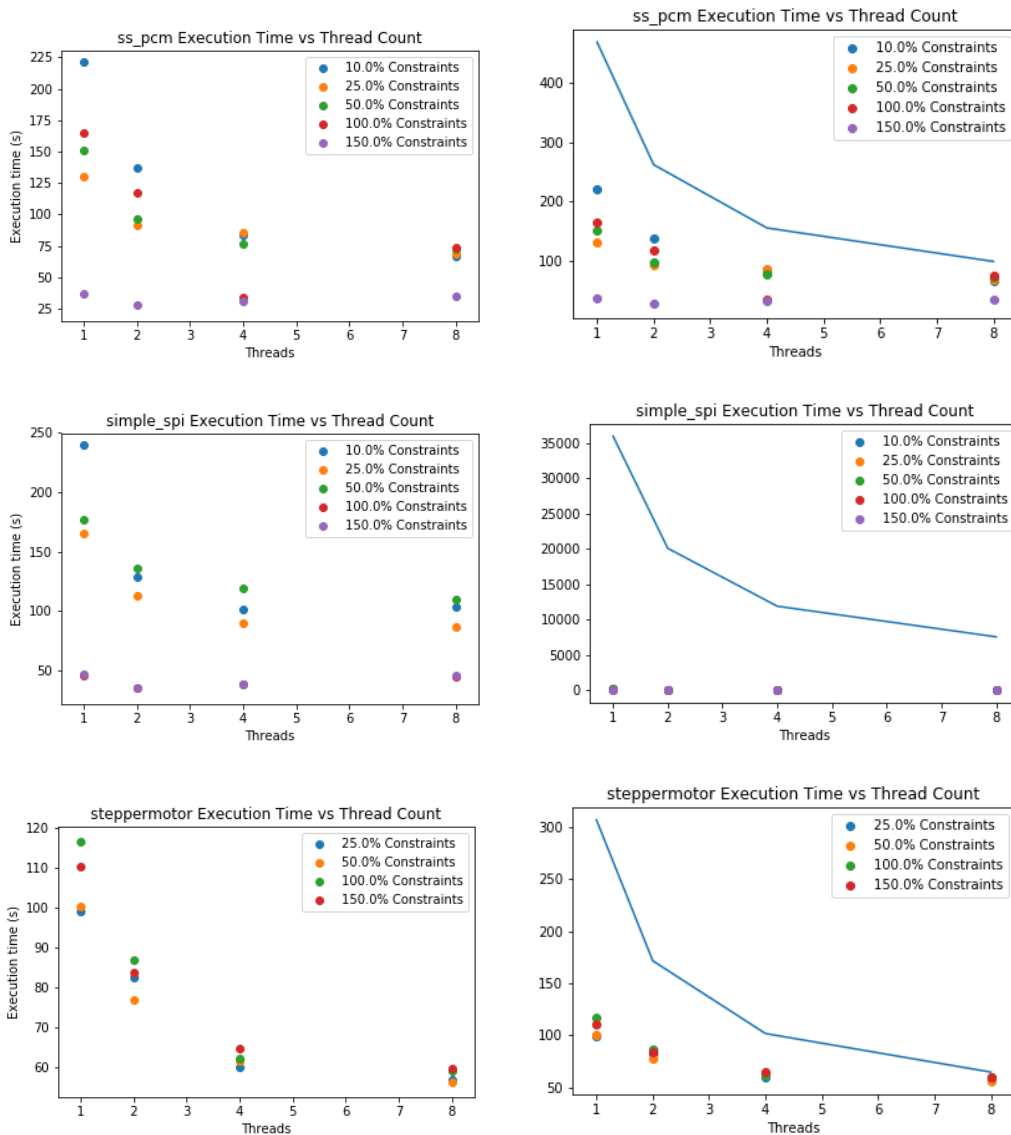 ss_pcm Execution Time vs Thread Count
225
200
175
150
125
100
75
50
25
Execution time (s)
10.0% Constraints
25.0% Constraints
50.0% Constraints
100.0% Constraints
150.0% Constraints
1 2 3 4 5 6 7 8
Threads
ss_pcm Execution Time vs Thread Count
400
300
200
100
10.0% Constraints
25.0% Constraints
50.0% Constraints
100.0% Constraints
150.0% Constraints
1 2 3 4 5 6 7 8
Threads
simple_spi Execution Time vs Thread Count
250
200
150
100
50
Execution time (s)
10.0% Constraints
25.0% Constraints
50.0% Constraints
100.0% Constraints
150.0% Constraints
1 2 3 4 5 6 7 8
Threads
simple_spi Execution Time vs Thread Count
35000
30000
25000
20000
15000
10000
5000
0
10.0% Constraints
25.0% Constraints
50.0% Constraints
100.0% Constraints
150.0% Constraints
1 2 3 4 5 6 7 8
Threads
steppermotor Execution Time vs Thread Count
120
110
100
90
80
70
60
Execution time (s)
25.0% Constraints
50.0% Constraints
100.0% Constraints
150.0% Constraints
1 2 3 4 5 6 7 8
Threads
steppermotor Execution Time vs Thread Count
300
250
200
150
100
50
25.0% Constraints
50.0% Constraints
100.0% Constraints
150.0% Constraints
1 2 3 4 5 6 7 8
Threads